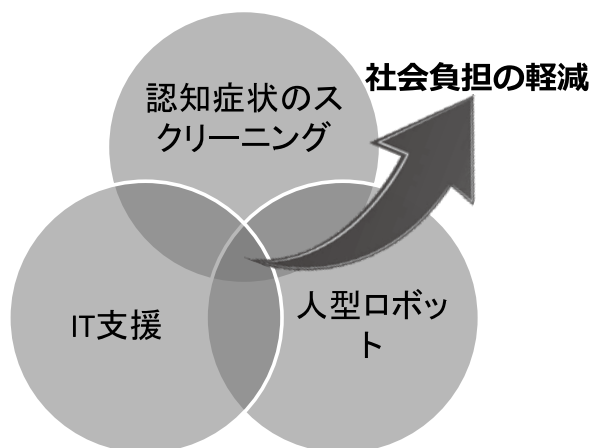 社会負担の軽減
認知症状のス
クリーニング
IT支援
人型ロボッ
ト